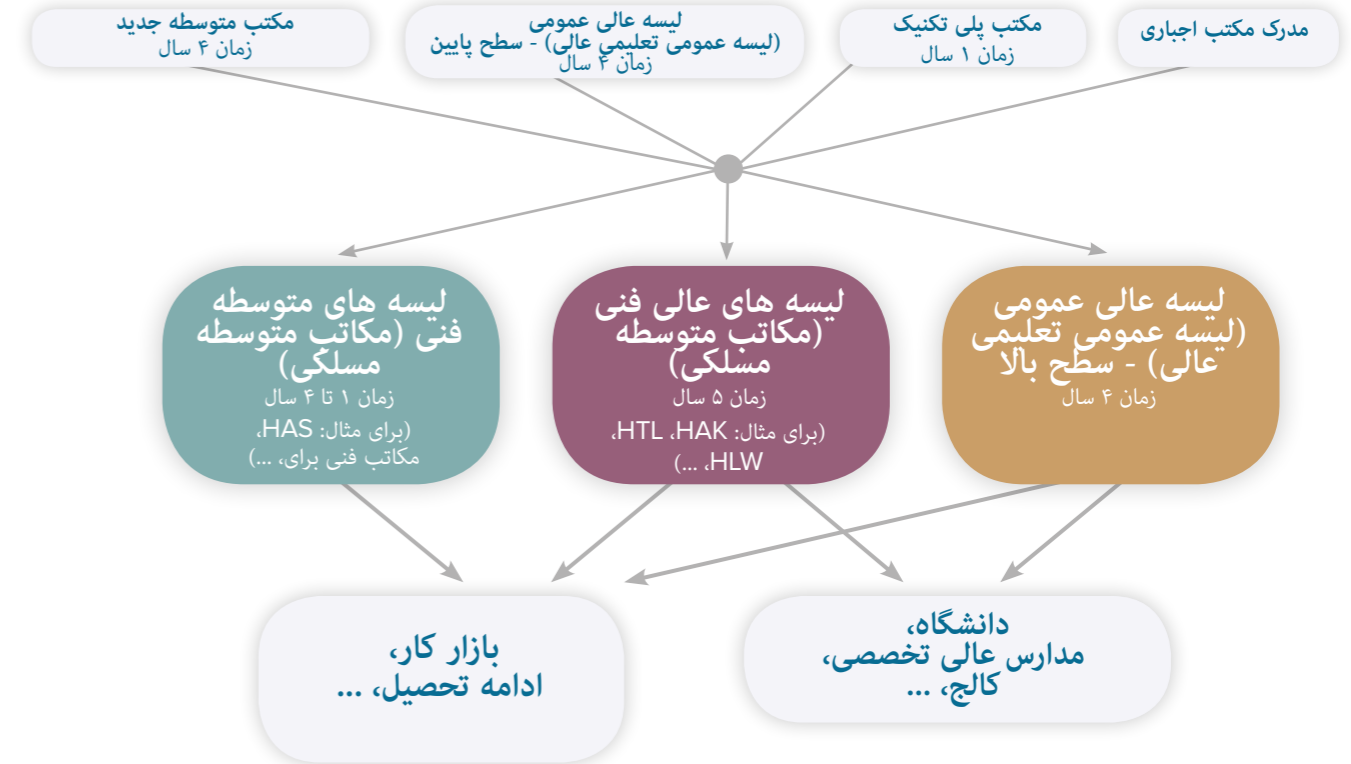 مدرک مکتب اجباری
مکتب پلی تکنیک
زمان ۱ سال
لیسه عالی عمومی
(لیسه عمومی تعلیمی عالی) - سطح پایین
زمان ۴ سال
مکتب متوسطه جدید
زمان ۴ سال
لیسه عالی عمومی
(لیسه عمومی تعلیمی
عالی) - سطح بالا
زمان ۴ سال
لیسه های عالی فنی
(مکاتب متوسطه
مسلکی)
زمان ۵ سال
(برای مثال: HTL ،HAK،
HLW، ...)
لیسه های متوسطه
فنی (مکاتب متوسطه
مسلکی)
زمان ۱ تا ۴ سال
(برای مثال: HAS،
مکاتب فنی برای، ...)
دانشگاه،
مدارس عالی تخصصی،
کالج، ...
بازار کار،
ادامه تحصیل، ...